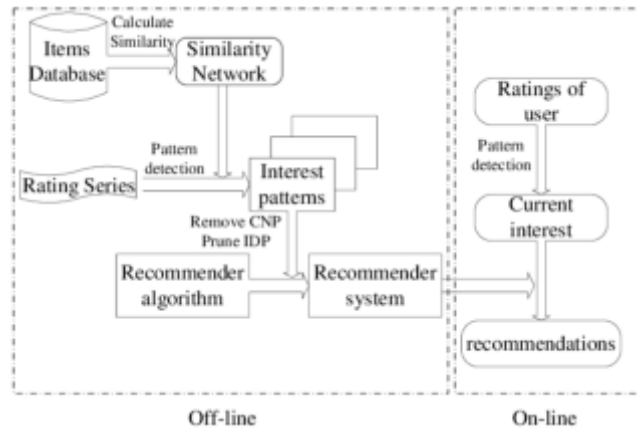 Calculate
Similarity
Items
Database
Similarity
Network
Ratings of
user
Pattern
detection
Pattern
detection
Rating Series
Interest
patterns
Current
interest
Remove CNP
Prune IDP
Recommender
algorithm
Recommender
system
recommendations
Off-line
On-line